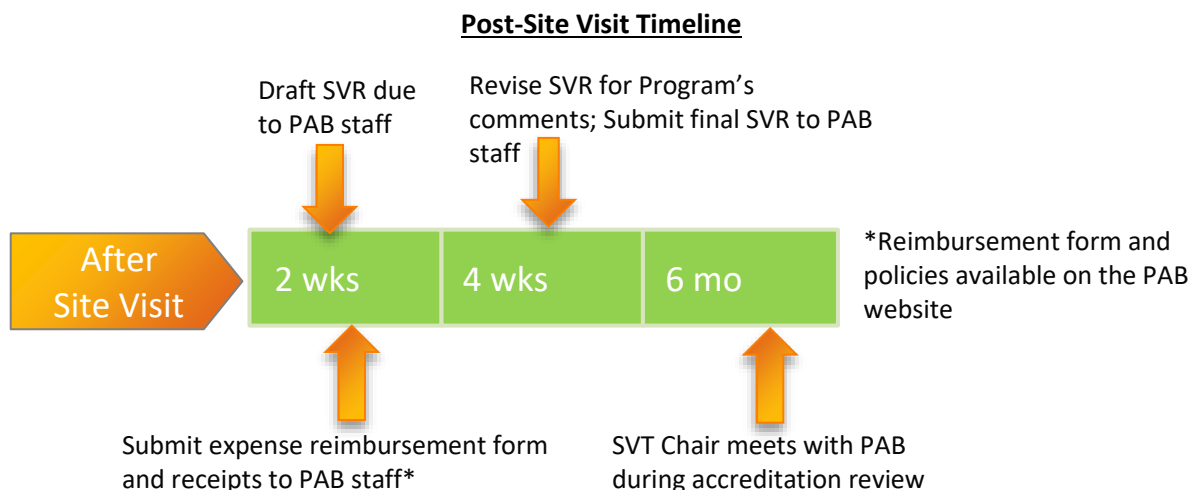 Post-Site Visit Timeline
Draft SVR due
to PAB staff
Revise SVR for Program’s
comments; Submit final SVR to PAB
staff
After
Site Visit
2 wks
4 wks
6 mo
*Reimbursement form and
policies available on the PAB
website
Submit expense reimbursement form
and receipts to PAB staff*
SVT Chair meets with PAB
during accreditation review